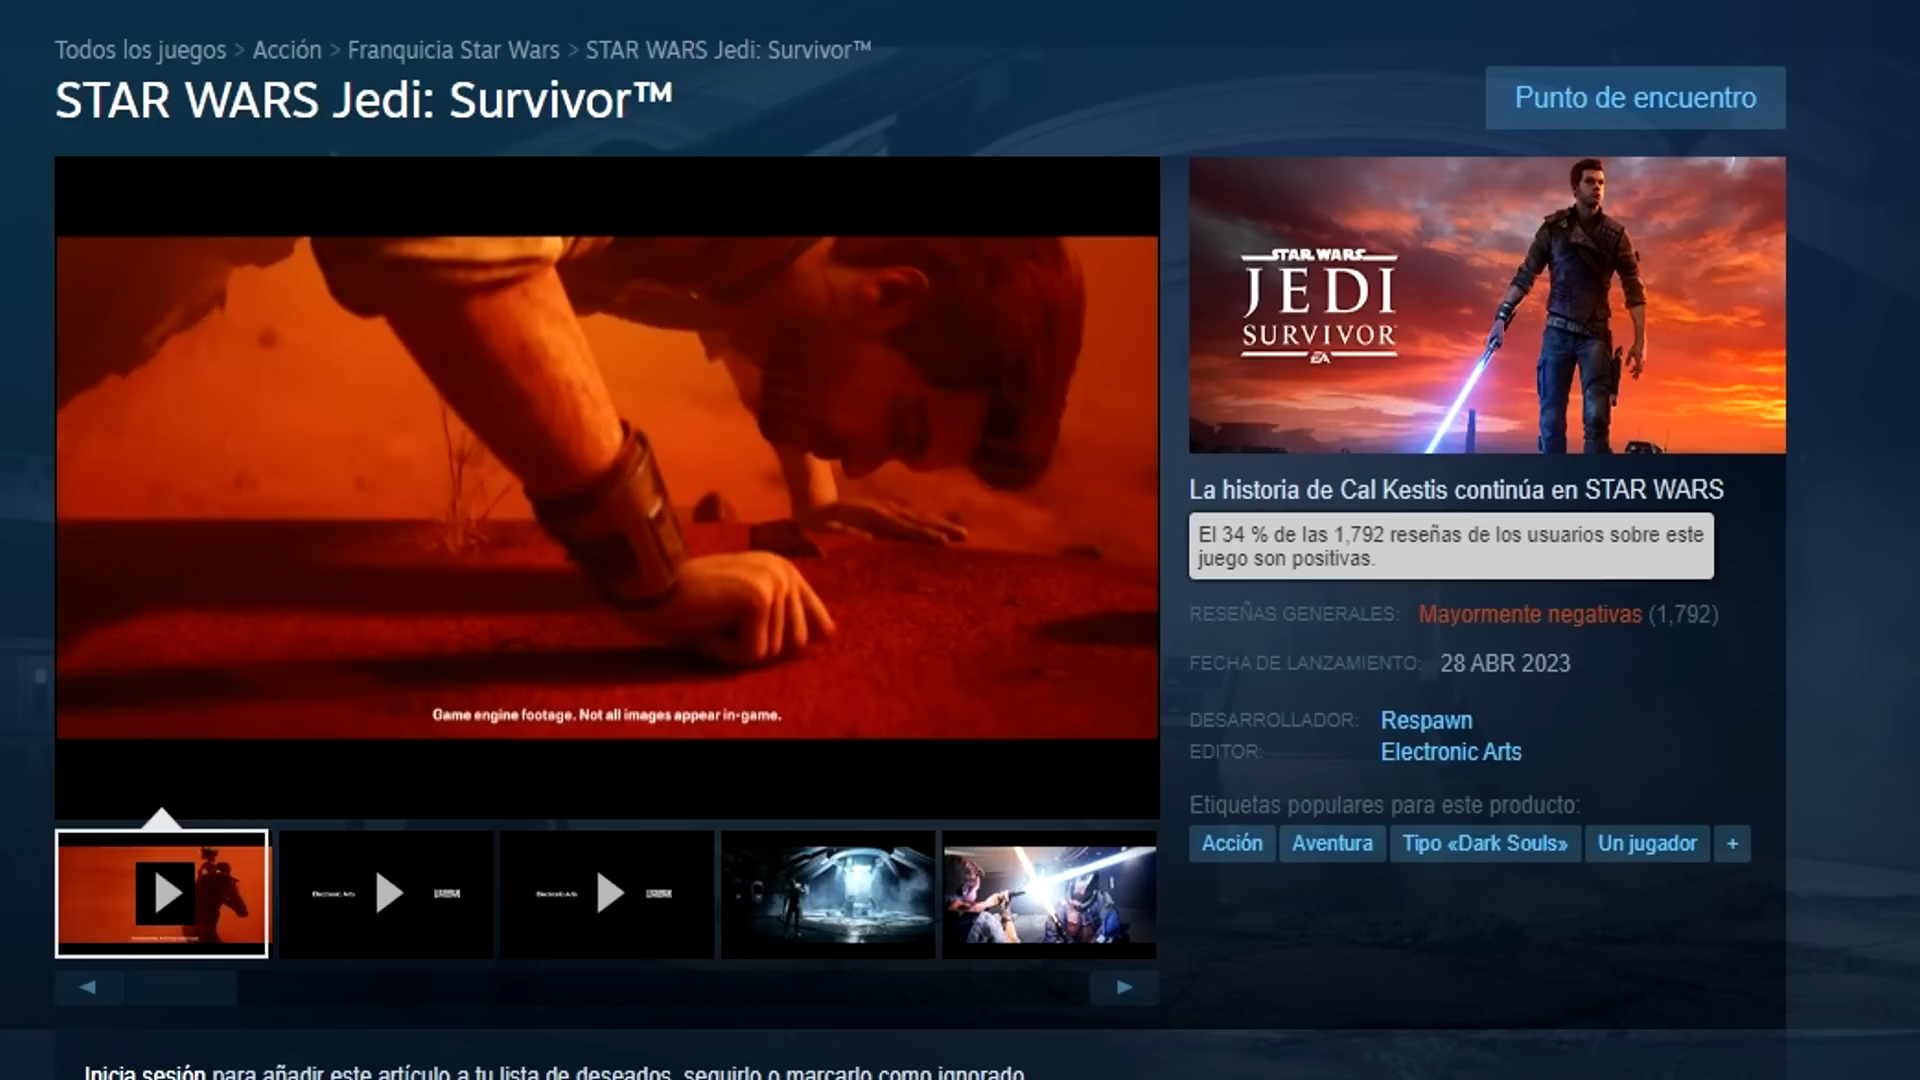 Todos los juegos > Acción > Franquicia Star Wars > STAR WARS Jedi: Survivor™
STAR WARS Jedi: Survivor™
Punto de encuentro
STAR WARS
JEDI
SURVIVOR
EA
La historia de Cal Kestis continúa en STAR WARS
El 34 % de las 1,792 reseñas de los usuarios sobre este
juego son positivas.
RESEÑAS GENERALES: Mayormente negativas (1,792)
FECHA DE LANZAMIENTO: 28 ABR 2023
Game engine footage. Not all images appear in-game.
DESARROLLADOR: Respawn
EDITOR: Electronic Arts
Etiquetas populares para este producto:
Acción Aventura Tipo «Dark Souls» Un jugador +
Electronic Arts
Electronic Arts
Inicia sesión para añadir este artículo a tu lista de deseados, seguirlo o marcarlo como ignorado